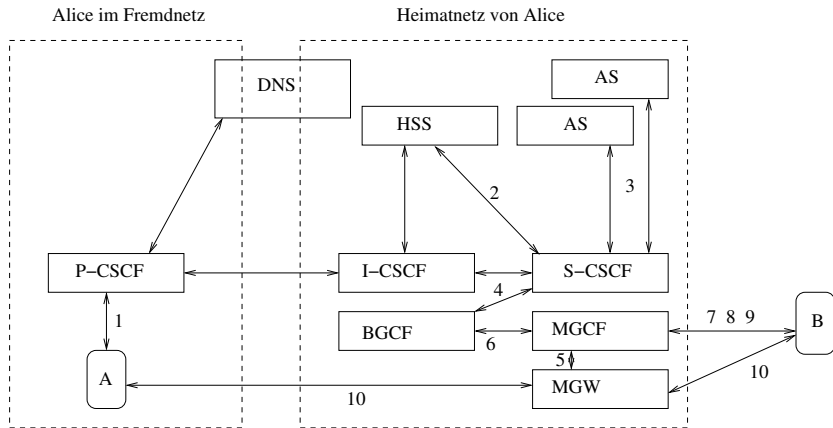 Alice im Fremdnetz
Heimatnetz von Alice
DNS
AS
HSS
AS
2
3
P–CSCF
I–CSCF
S–CSCF
4
1
BGCF
6
MGCF
7 8 9
B
5
A
10
MGW
10